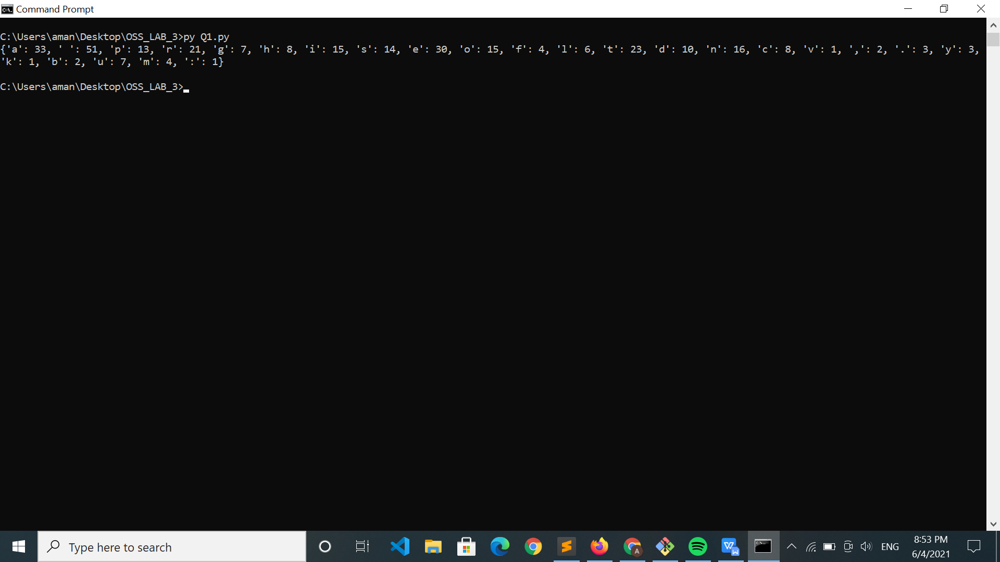 Command Prompt
C:\Users\aman\Desktop\OSS_LAB_3>py Q1.py
{'a': 33, ' ': 51, 'p': 13, 'r': 21, 'g': 7, 'h': 8, 'i': 15, 's': 14, 'e': 30, 'o': 15, 'f': 4, 'l': 6, 't': 23, 'd': 10, 'n': 16, 'c': 8, 'v': 1, ',': 2, '.': 3, 'y': 3,
'k': 1, 'b': 2, 'u': 7, 'm': 4, ':': 1}
C:\Users\aman\Desktop\OSS_LAB_3>
Type here to search
A
W
W
ENG
8:53 PM
6/4/2021